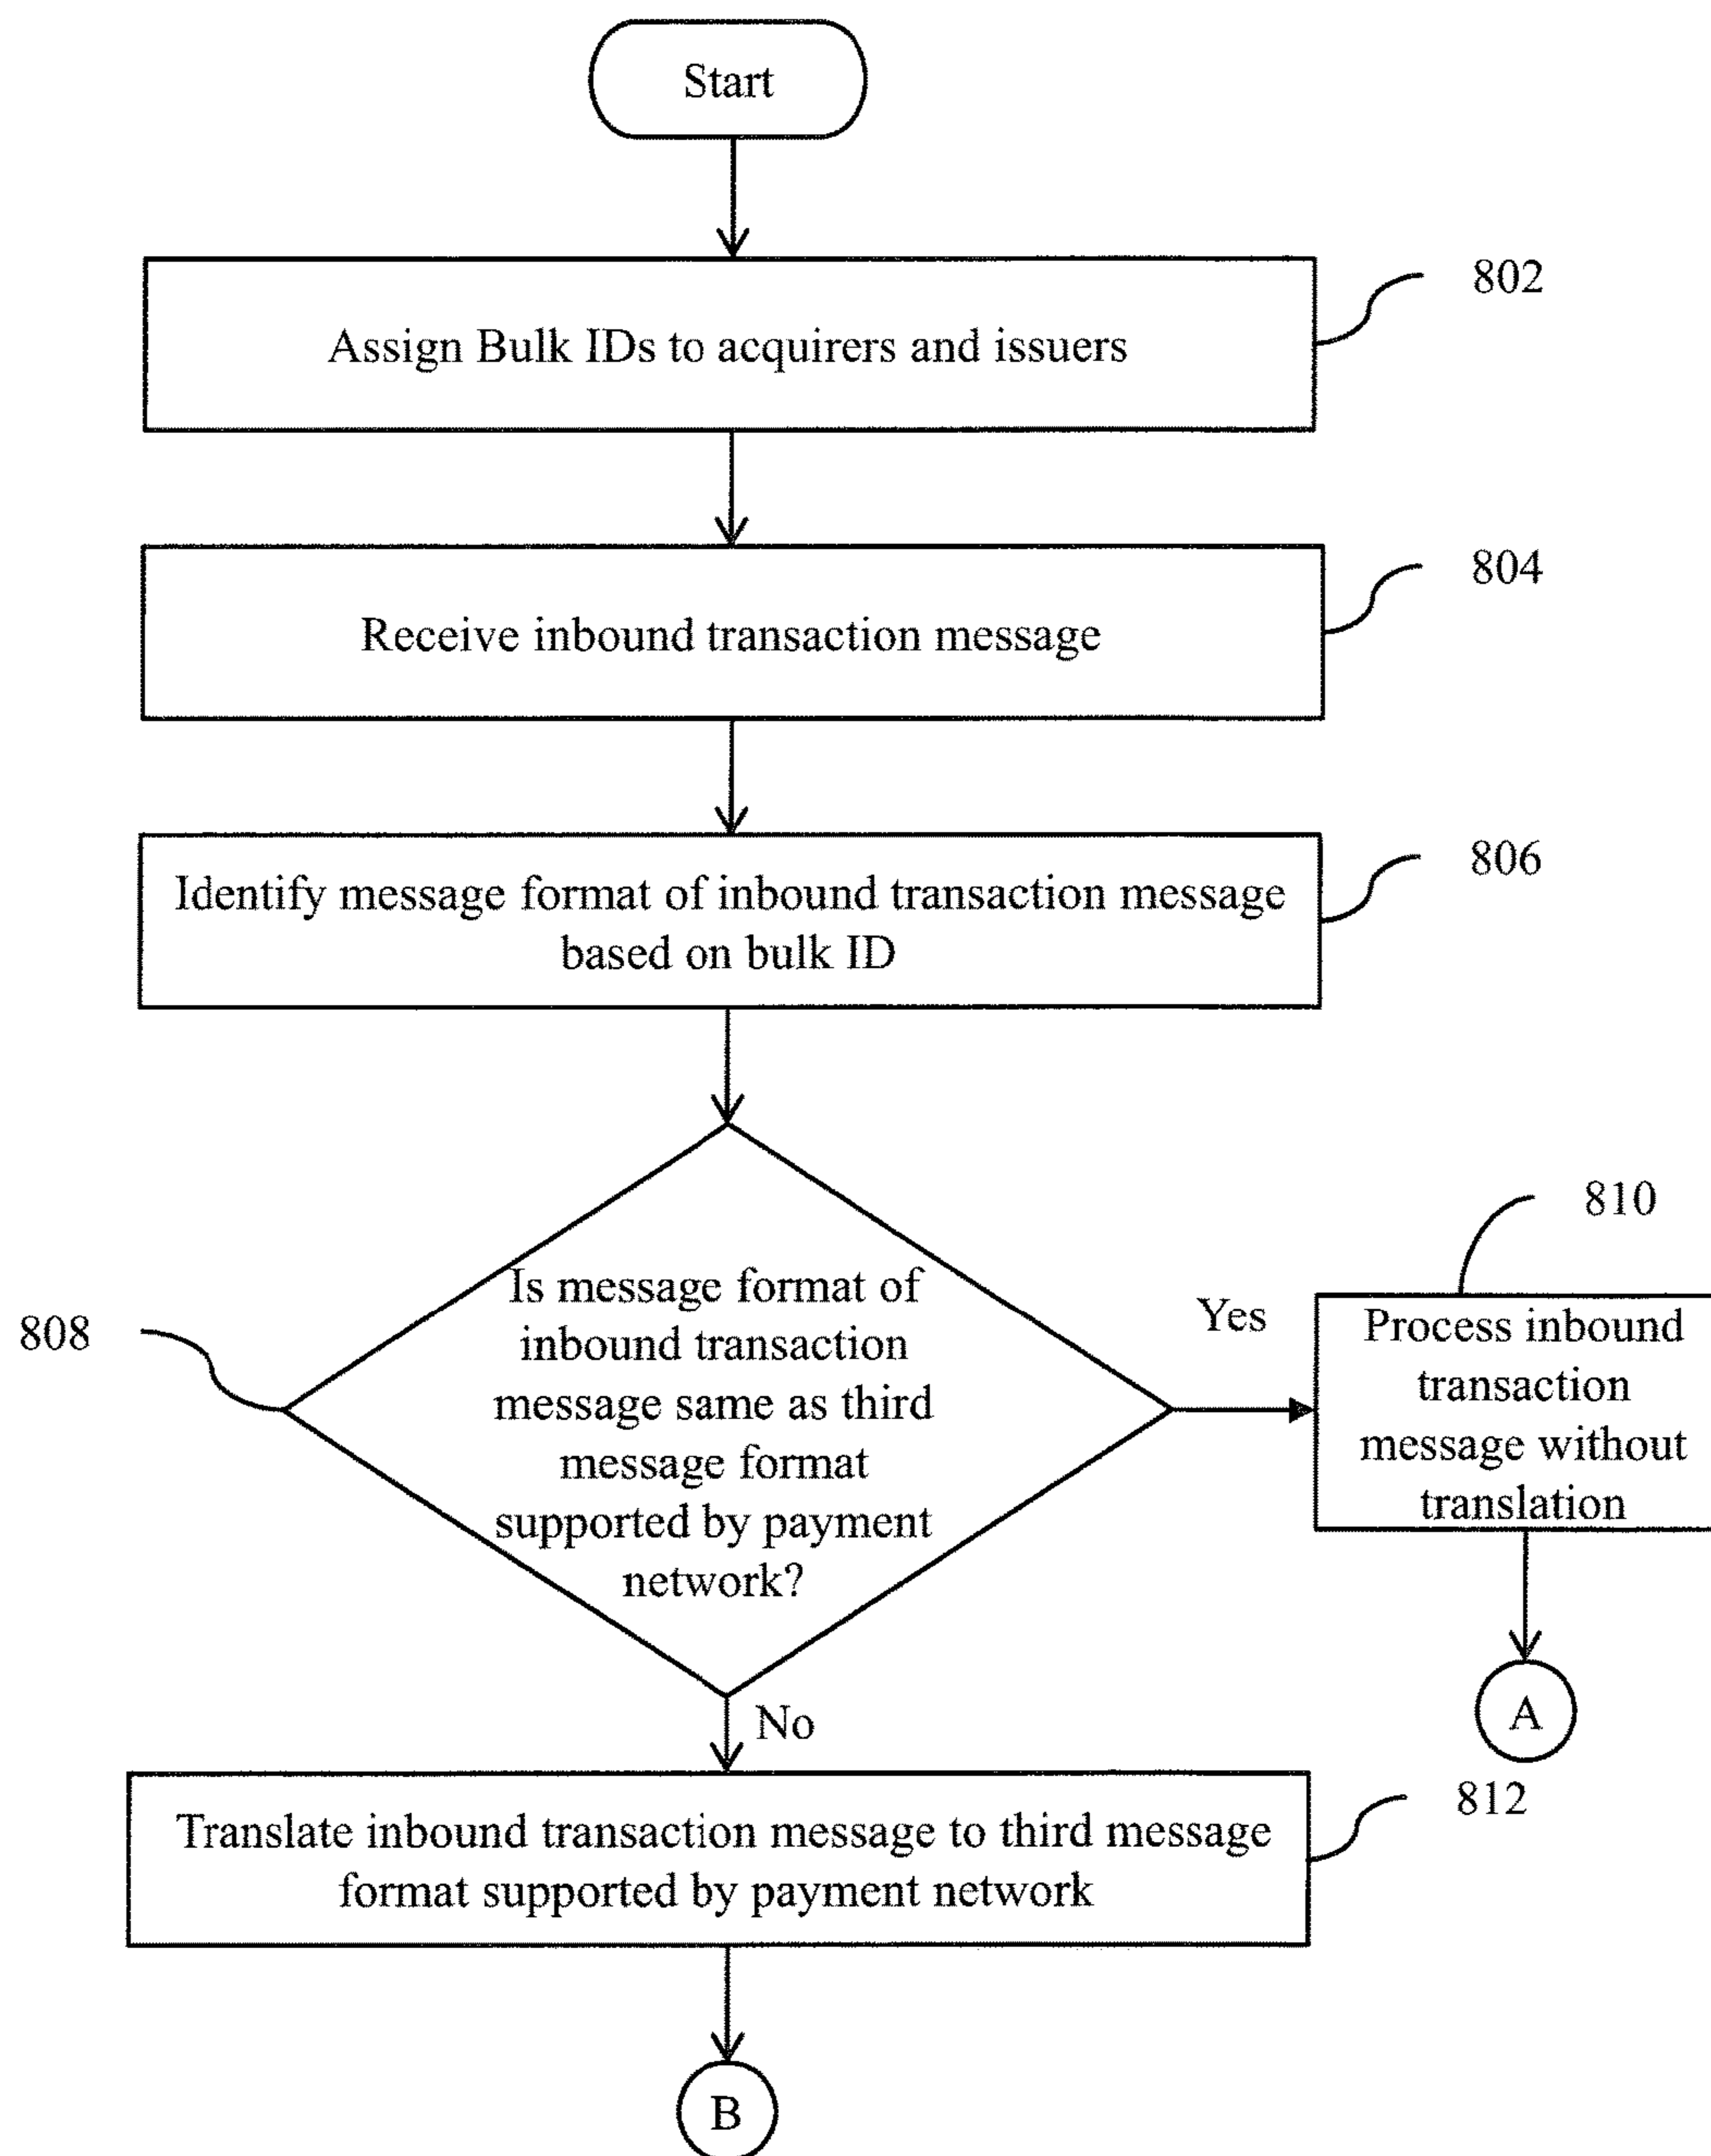 Start
802
Assign Bulk IDs to acquirers and issuers
804
Receive inbound transaction message
806
Identify message format of inbound transaction message
based on bulk ID
808
Is message format of
inbound transaction
message same as third
message format
supported by payment
network?
Yes
810
Process inbound
transaction
message without
translation
A
No
812
Translate inbound transaction message to third message
format supported by payment network
B